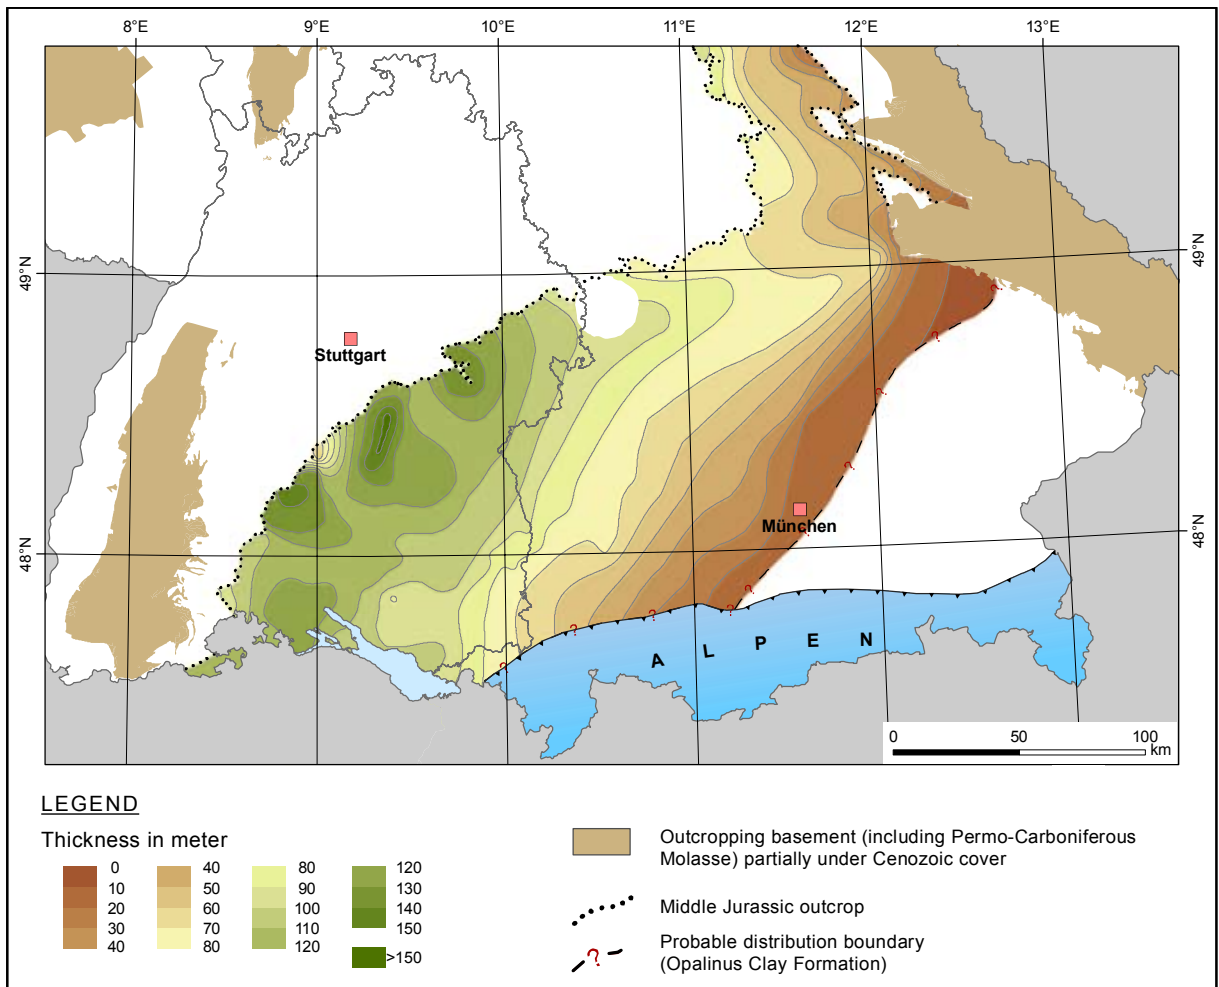 8°E 9°E 10°E 11°E 12°E 13°E
49°N 49°N
Stuttgart
48°N 48°N
München
A L P E N
0 50 100
km
LEGEND
Thickness in meter
0 40 80 120
10 50 90 130
20 60 100 140
30 70 110 150
40 80 120
>150
Outcropping basement (including Permo-Carboniferous
Molasse) partially under Cenozoic cover
Middle Jurassic outcrop
Probable distribution boundary
(Opalinus Clay Formation)
? ? ? ? ? ? ? ? ? ? ?